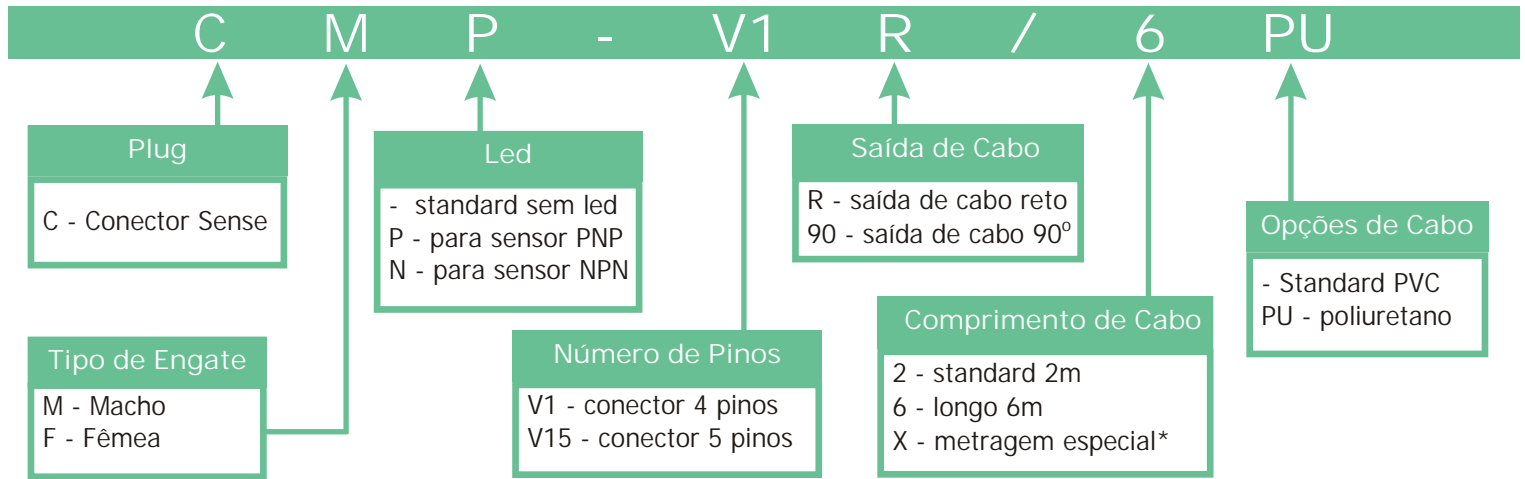 C M P - V1 R / 6 PU
Plug
C - Conector Sense
Tipo de Engate
M - Macho
F - Fêmea
Led
- standard sem led
P - para sensor PNP
N - para sensor NPN
Número de Pinos
V1 - conector 4 pinos
V15 - conector 5 pinos
Saída de Cabo
R - saída de cabo reto
90 - saída de cabo 90º
Comprimento de Cabo
2 - standard 2m
6 - longo 6m
X - metragem especial*
Opções de Cabo
- Standard PVC
PU - poliuretano